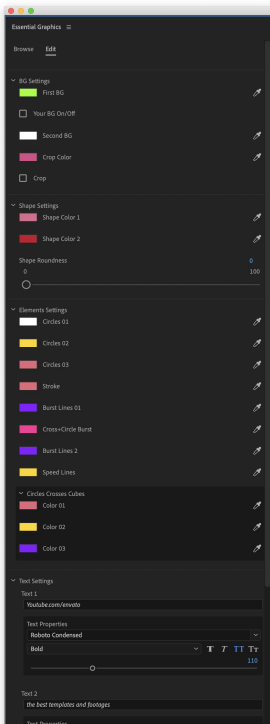 Essential Graphics
Browse Edit
BG Settings
First BG
Your BG On/Off
Second BG
Crop Color
Crop
Shape Settings
Shape Color 1
Shape Color 2
Shape Roundness 0
0 100
Elements Settings
Circles 01
Circles 02
Circles 03
Stroke
Burst Lines 01
Cross+Circle Burst
Burst Lines 2
Speed Lines
Circles Crosses Cubes
Color 01
Color 02
Color 03
Text Settings
Text 1
Youtube.com/envato
Text Properties
Roboto Condensed
Bold T T TT Tт
110
Text 2
the best templates and footages
Text Properties